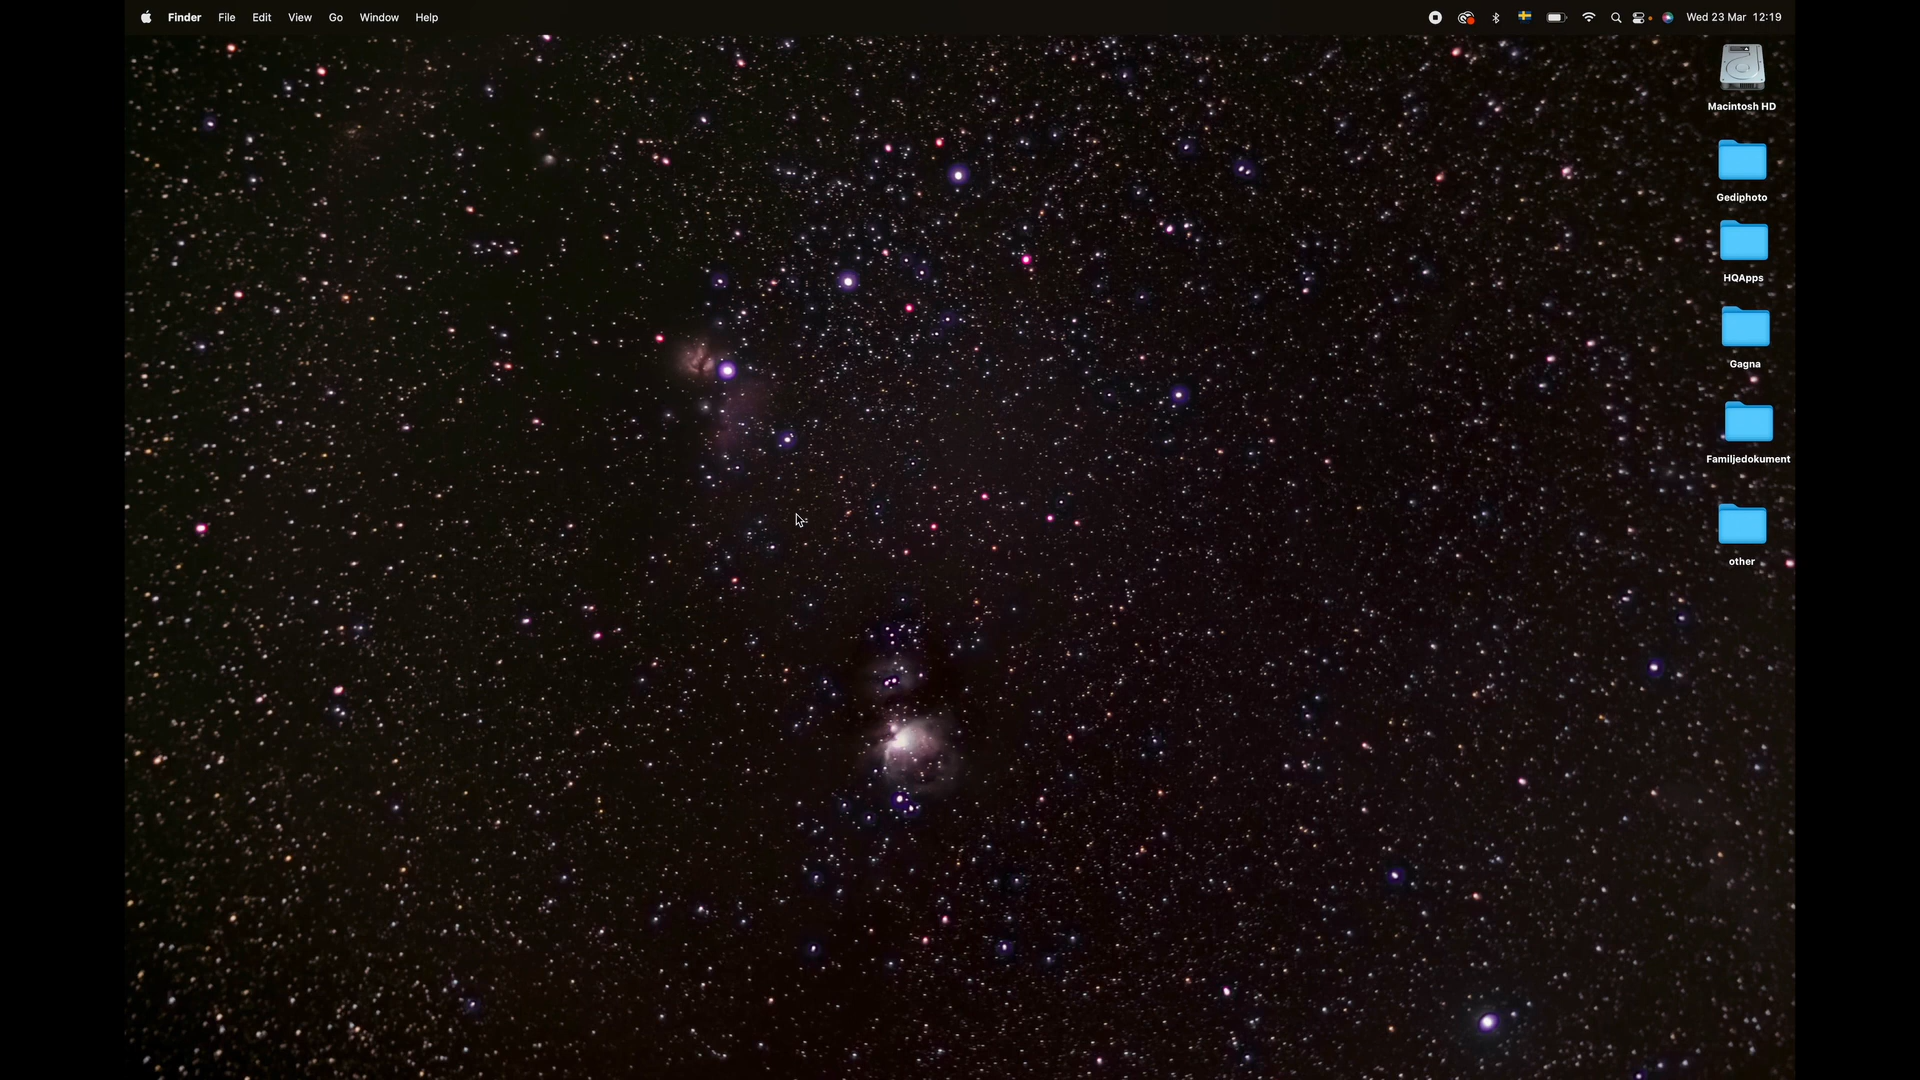 Finder File Edit View Go Window Help Wed 23 Mar 12:19
Macintosh HD
Gediphoto
HQApps
Gagna
Familjedokument
other